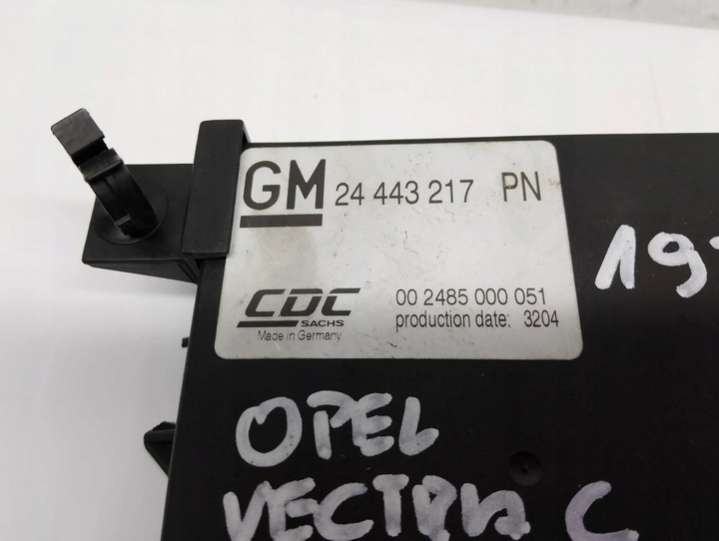 GM 24 443 217 PN
CDC 00 2485 000 051
SACHS production date: 3204
Made in Germany
OPEL
VECTRA C
19